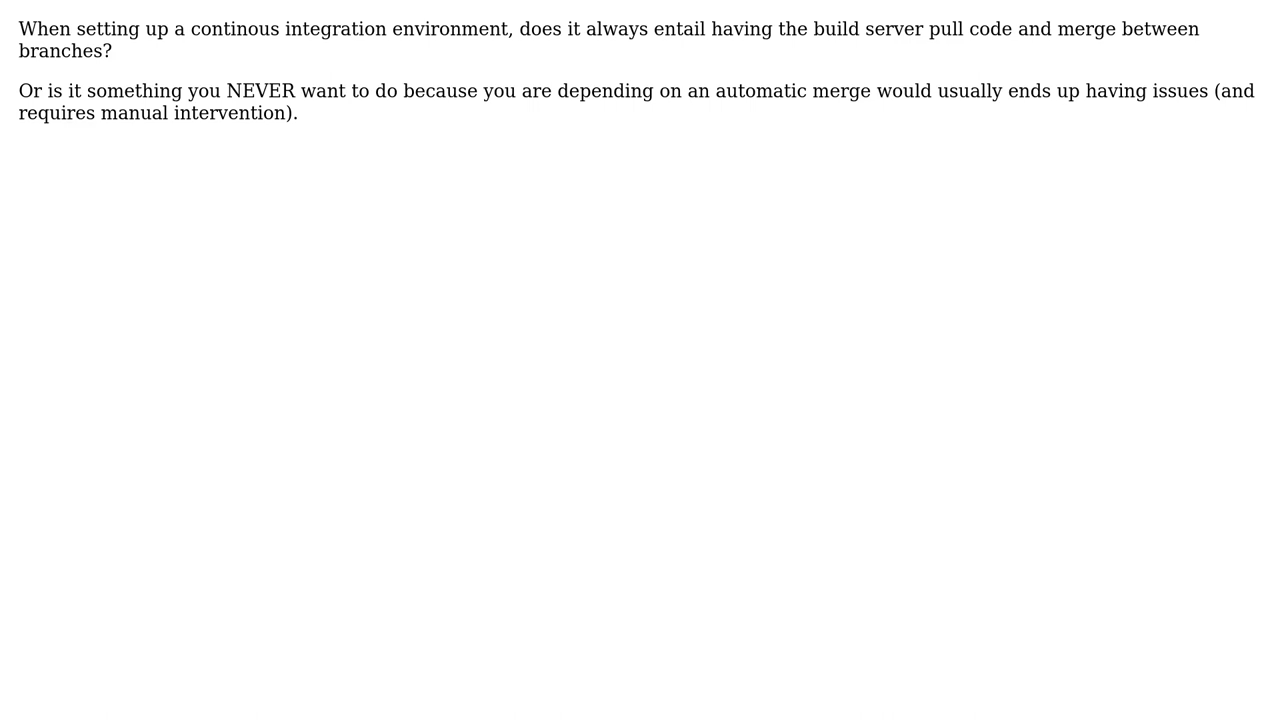 When setting up a continous integration environment, does it always entail having the build server pull code and merge between
branches?
Or is it something you NEVER want to do because you are depending on an automatic merge would usually ends up having issues (and
requires manual intervention).